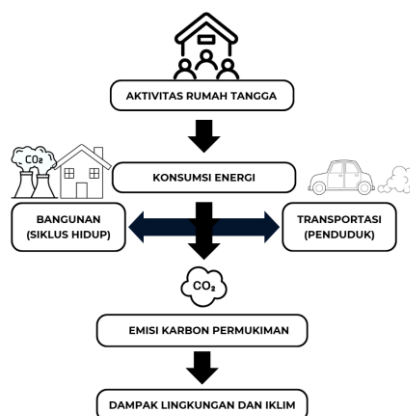 AKTIVITAS RUMAH TANGGA
CO₂
KONSUMSI ENERGI
BANGUNAN
(SIKLUS HIDUP)
TRANSPORTASI
(PENDUDUK)
CO₂
EMISI KARBON PERMUKIMAN
DAMPAK LINGKUNGAN DAN IKLIM